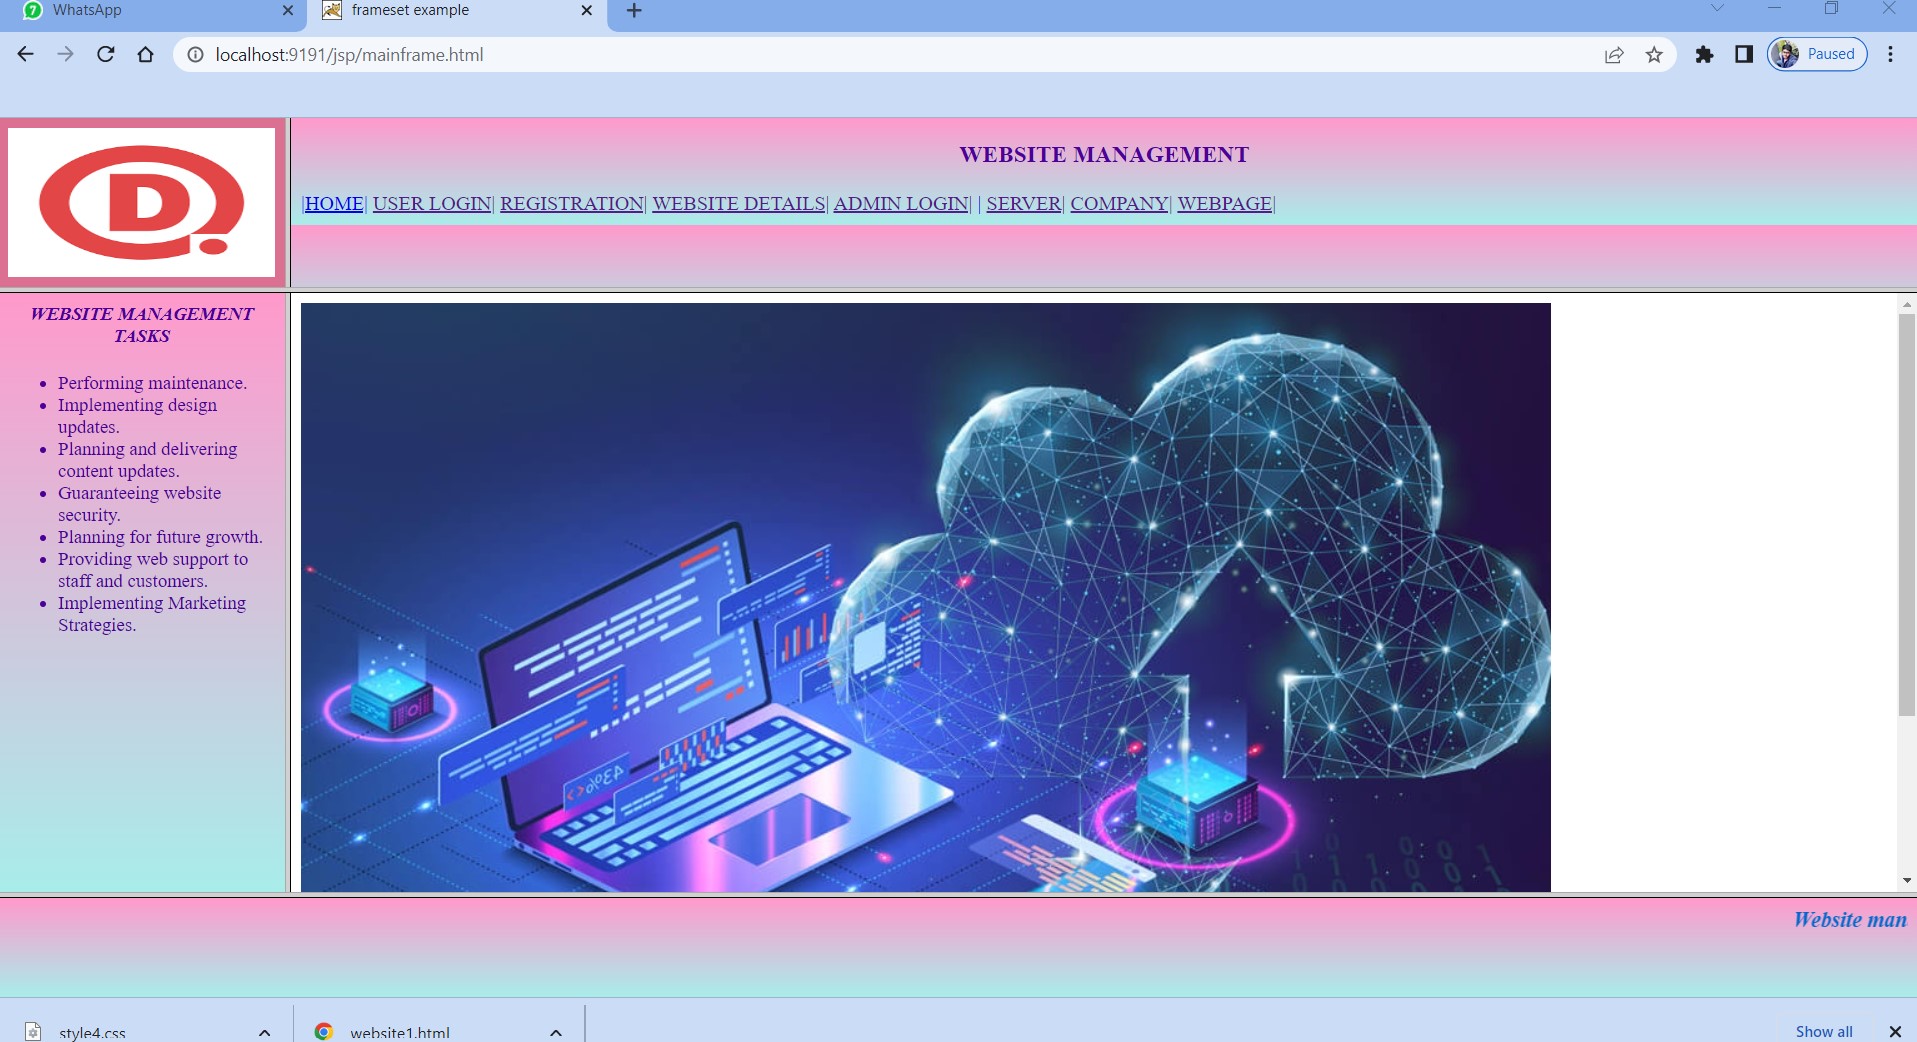 7 WhatsApp
frameset example
localhost:9191/jsp/mainframe.html
Paused
D
WEBSITE MANAGEMENT
|HOME| USER LOGIN| REGISTRATION| WEBSITE DETAILS| ADMIN LOGIN| | SERVER| COMPANY| WEBPAGE|
WEBSITE MANAGEMENT
TASKS
• Performing maintenance.
• Implementing design
updates.
• Planning and delivering
content updates.
• Guaranteeing website
security.
• Planning for future growth.
• Providing web support to
staff and customers.
• Implementing Marketing
Strategies.
43%
Website man
style4.css
website1.html
Show all